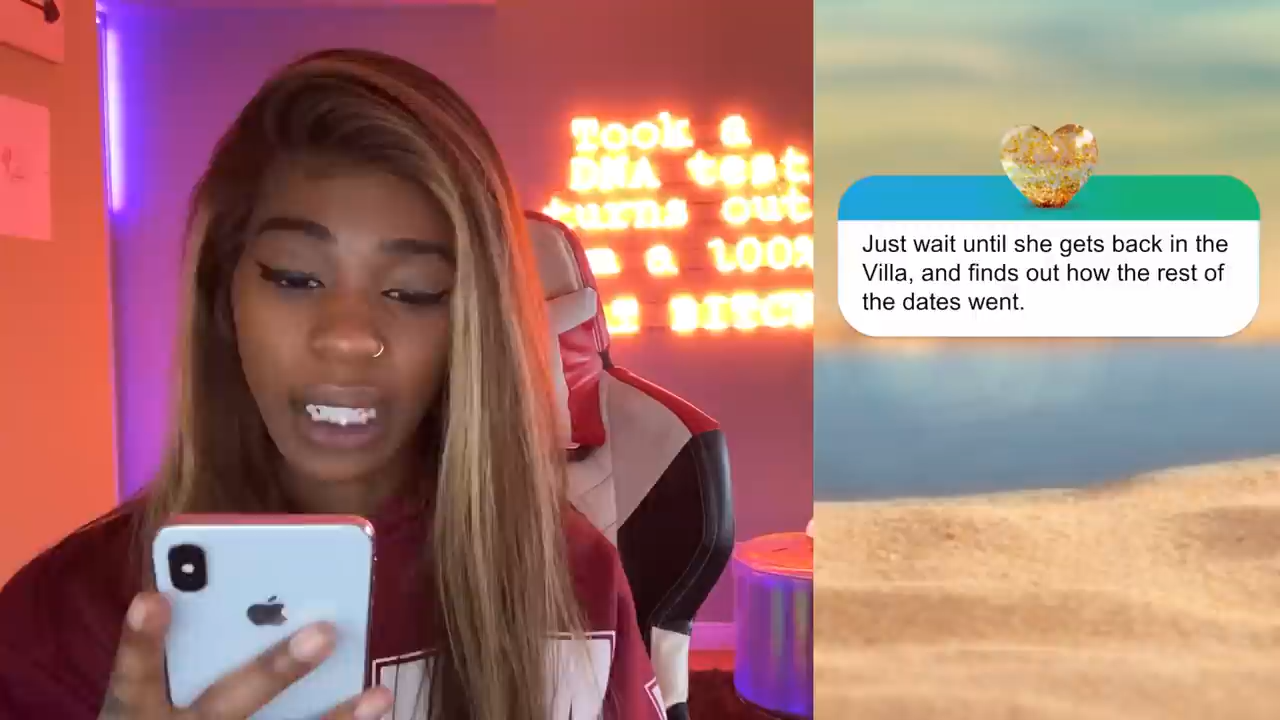 Took a
DNA test
turns out
a 100%
BITCH
Just wait until she gets back in the
Villa, and finds out how the rest of
the dates went.